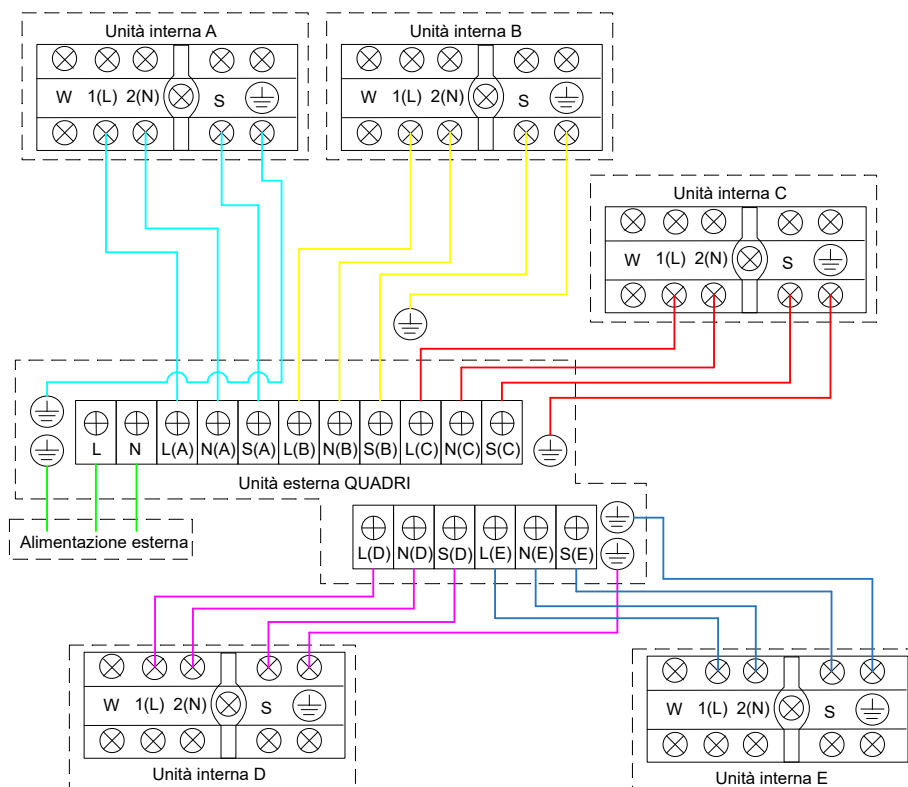 Unità interna A
W 1(L) 2(N) S
Unità interna B
W 1(L) 2(N) S
Unità interna C
W 1(L) 2(N) S
L N L(A) N(A) S(A) L(B) N(B) S(B) L(C) N(C) S(C)
Unità esterna QUADRI
Alimentazione esterna
L(D) N(D) S(D) L(E) N(E) S(E)
W 1(L) 2(N) S
Unità interna D
W 1(L) 2(N) S
Unità interna E